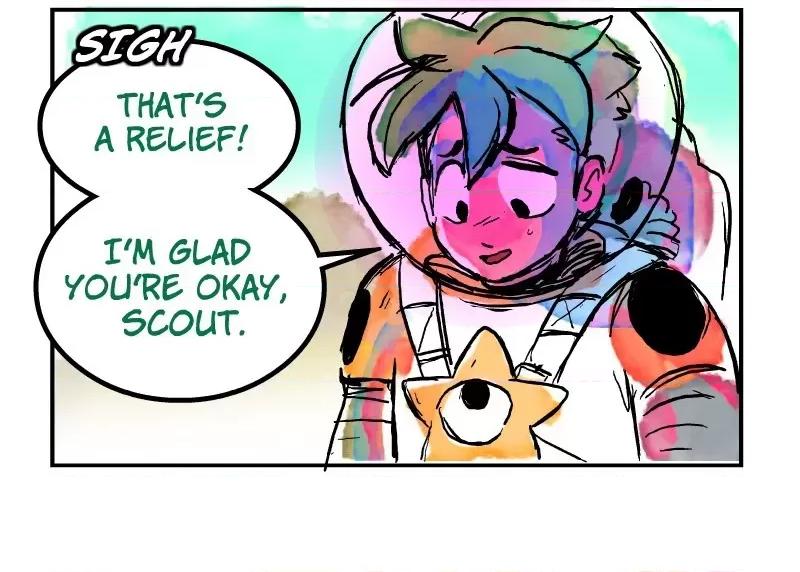 SIGH
THAT'S
A RELIEF!
I'M GLAD
YOU'RE OKAY,
SCOUT.